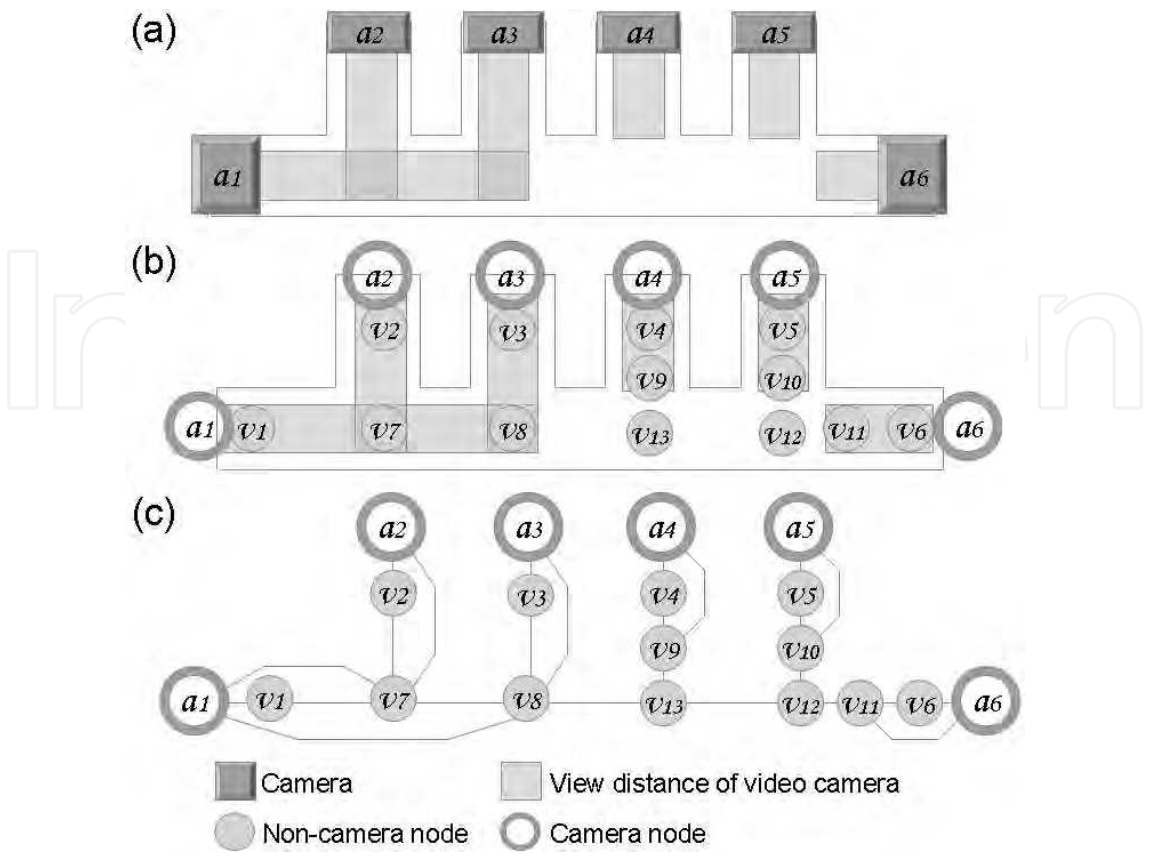 (a)
a2 a3 a4 a5
a1 a6
(b)
a2 a3 a4 a5
v2 v3 v4 v5
v9 v10
a1 v1 v7 v8 v13 v12 v11 v6 a6
(c)
a2 a3 a4 a5
v2 v3 v4 v5
v9 v10
a1 v1 v7 v8 v13 v12 v11 v6 a6
Camera View distance of video camera
Non-camera node Camera node